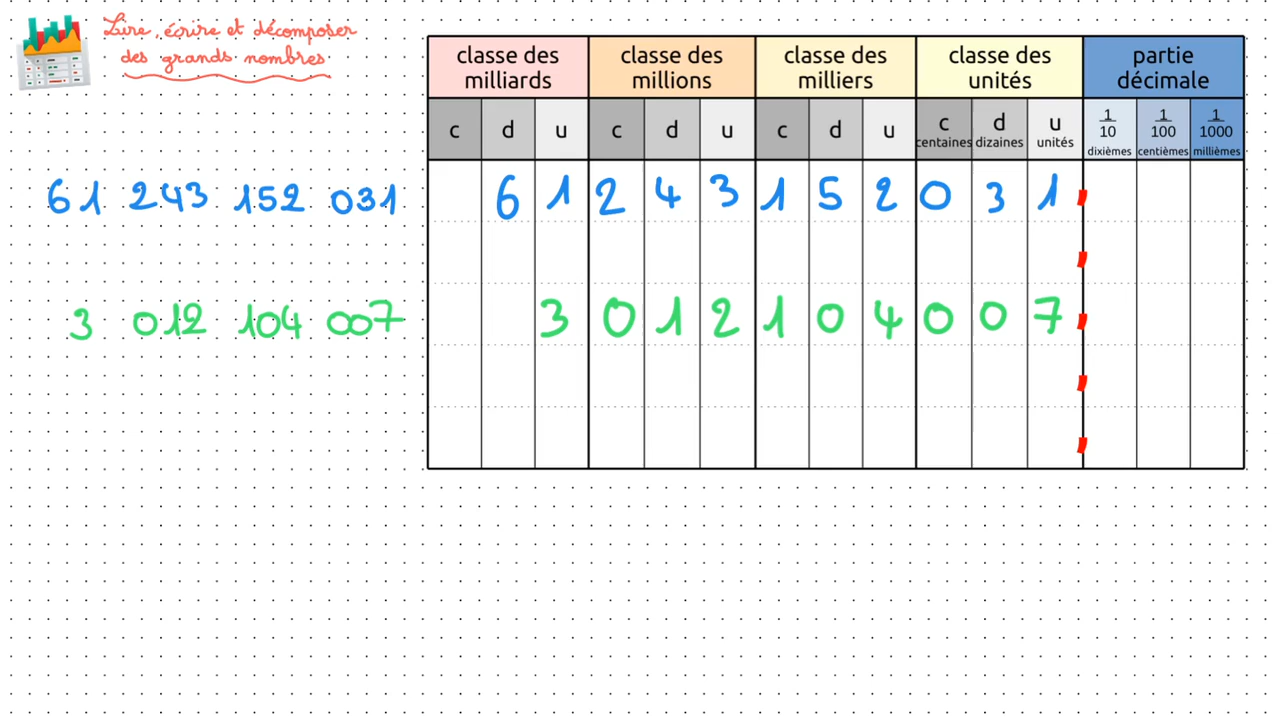 Lire, écrire et décomposer
des grands nombres
classe des milliards classe des millions classe des milliers classe des unités partie décimale
c d u c d u c d u c centaines d dizaines u unités 1/10 dixièmes 1/100 centièmes 1/1000 millièmes
61 243 152 031 6 1 2 4 3 1 5 2 0 3 1 ,
,
3 012 104 007 3 0 1 2 1 0 4 0 0 7 ,
,
,